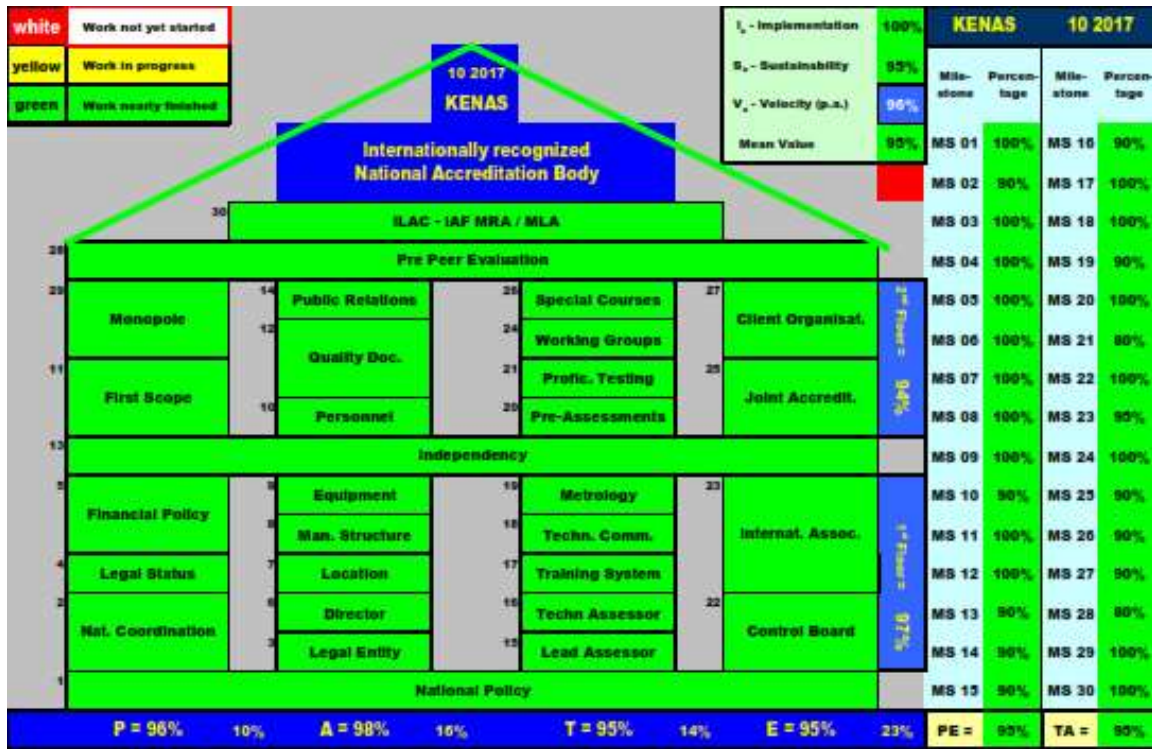 white Work not yet started
yellow Work in progress
green Work nearly finished
10 2017
KENAS
Internationally recognized
National Accreditation Body
30 ILAC - IAF MRA / MLA
28 Pre Peer Evaluation
29 Monopole
14 Public Relations
12 Quality Doc.
11 First Scope
10 Personnel
26 Special Courses
24 Working Groups
21 Profic. Testing
20 Pre-Assessments
27 Client Organisat.
25 Joint Accredit.
2nd Floor = 94%
13 Independency
5 Financial Policy
4 Legal Status
2 Nat. Coordination
9 Equipment
8 Man. Structure
7 Location
6 Director
3 Legal Entity
19 Metrology
18 Techn. Comm.
17 Training System
16 Techn Assessor
15 Lead Assessor
23 Internat. Assoc.
22 Control Board
1st Floor = 97%
1 National Policy
P = 96% 10% A = 98% 16% T = 95% 14% E = 95% 23%
- Implementation 100%
- Sustainability 95%
- Velocity (p.a.) 96%
Mean Value 95%
KENAS 10 2017
Mile-stone Percen-tage Mile-stone Percen-tage
MS 01 100% MS 16 90%
MS 02 90% MS 17 100%
MS 03 100% MS 18 100%
MS 04 100% MS 19 90%
MS 05 100% MS 20 100%
MS 06 100% MS 21 80%
MS 07 100% MS 22 100%
MS 08 100% MS 23 95%
MS 09 100% MS 24 100%
MS 10 90% MS 25 90%
MS 11 100% MS 26 90%
MS 12 100% MS 27 90%
MS 13 90% MS 28 80%
MS 14 90% MS 29 100%
MS 15 90% MS 30 100%
PE = 95% TA = 95%